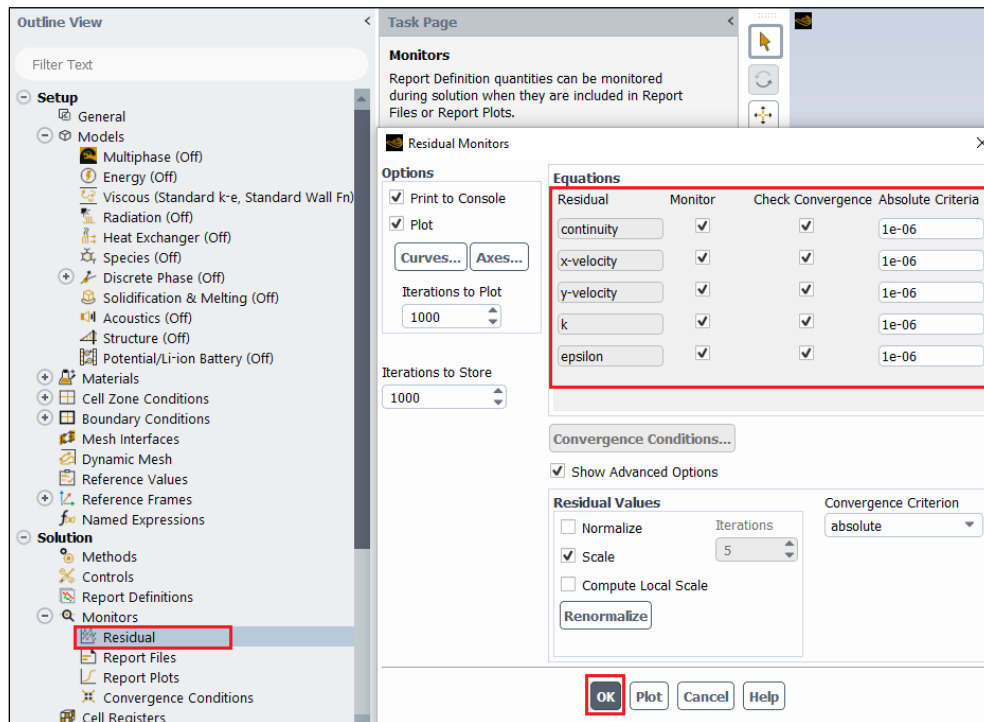 Outline View
Filter Text
Setup
General
Models
Multiphase (Off)
Energy (Off)
Viscous (Standard k-e, Standard Wall Fn)
Radiation (Off)
Heat Exchanger (Off)
Species (Off)
Discrete Phase (Off)
Solidification & Melting (Off)
Acoustics (Off)
Structure (Off)
Potential/Li-ion Battery (Off)
Materials
Cell Zone Conditions
Boundary Conditions
Mesh Interfaces
Dynamic Mesh
Reference Values
Reference Frames
Named Expressions
Solution
Methods
Controls
Report Definitions
Monitors
Residual
Report Files
Report Plots
Convergence Conditions
Cell Registers
Task Page
Monitors
Report Definition quantities can be monitored
during solution when they are included in Report
Files or Report Plots.
Residual Monitors
Options
Print to Console
Plot
Curves... Axes...
Iterations to Plot
1000
Iterations to Store
1000
Equations
Residual Monitor Check Convergence Absolute Criteria
continuity 1e-06
x-velocity 1e-06
y-velocity 1e-06
k 1e-06
epsilon 1e-06
Convergence Conditions...
Show Advanced Options
Residual Values
Normalize Iterations
Scale 5
Compute Local Scale
Renormalize
Convergence Criterion
absolute
OK Plot Cancel Help